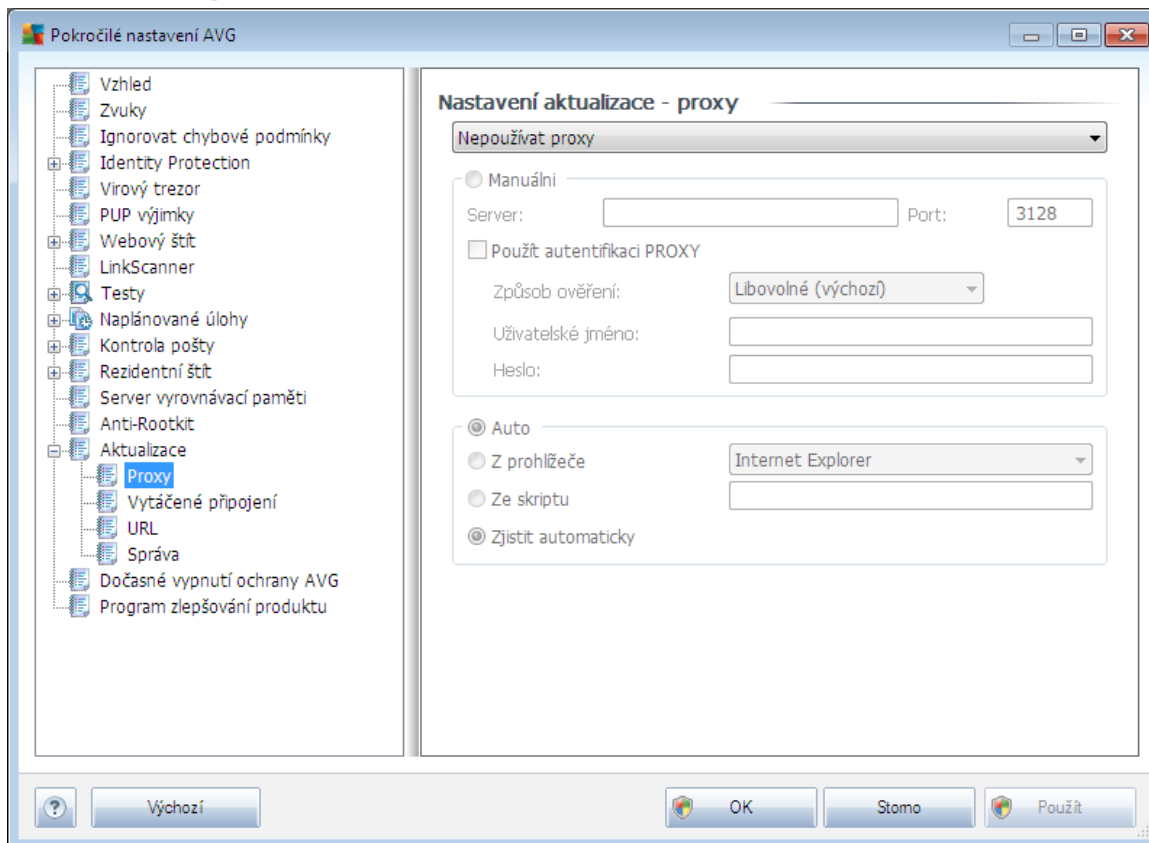 Pokročilé nastavení AVG
Vzhled
Zvuky
Ignorovat chybové podmínky
Identity Protection
Virový trezor
PUP výjimky
Webový štít
LinkScanner
Testy
Naplánované úlohy
Kontrola pošty
Rezidentní štít
Server vyrovnávací paměti
Anti-Rootkit
Aktualizace
Proxy
Vytáčené připojení
URL
Správa
Dočasné vypnutí ochrany AVG
Program zlepšování produktu
Nastavení aktualizace - proxy
Nepoužívat proxy
Manuálni
Server: Port: 3128
Použít autentifikaci PROXY
Způsob ověření: Libovolné (výchozí)
Uživatelské jméno:
Heslo:
Auto
Z prohlížeče Internet Explorer
Ze skriptu
Zjistit automaticky
? Výchozí OK Stomo Použít